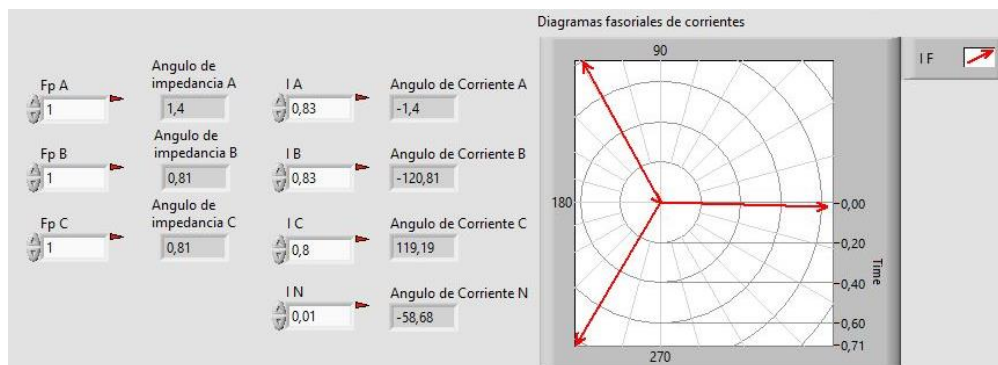 Diagramas fasoriales de corrientes
Fp A
1
Angulo de
impedancia A
1,4
I A
0,83
Angulo de Corriente A
-1,4
Fp B
1
Angulo de
impedancia B
0,81
I B
0,83
Angulo de Corriente B
-120,81
Fp C
1
Angulo de
impedancia C
0,81
I C
0,8
Angulo de Corriente C
119,19
I N
0,01
Angulo de Corriente N
-58,68
90
180
270
-0,00
-0,20
-0,40
-0,60
-0,71
Time
I F